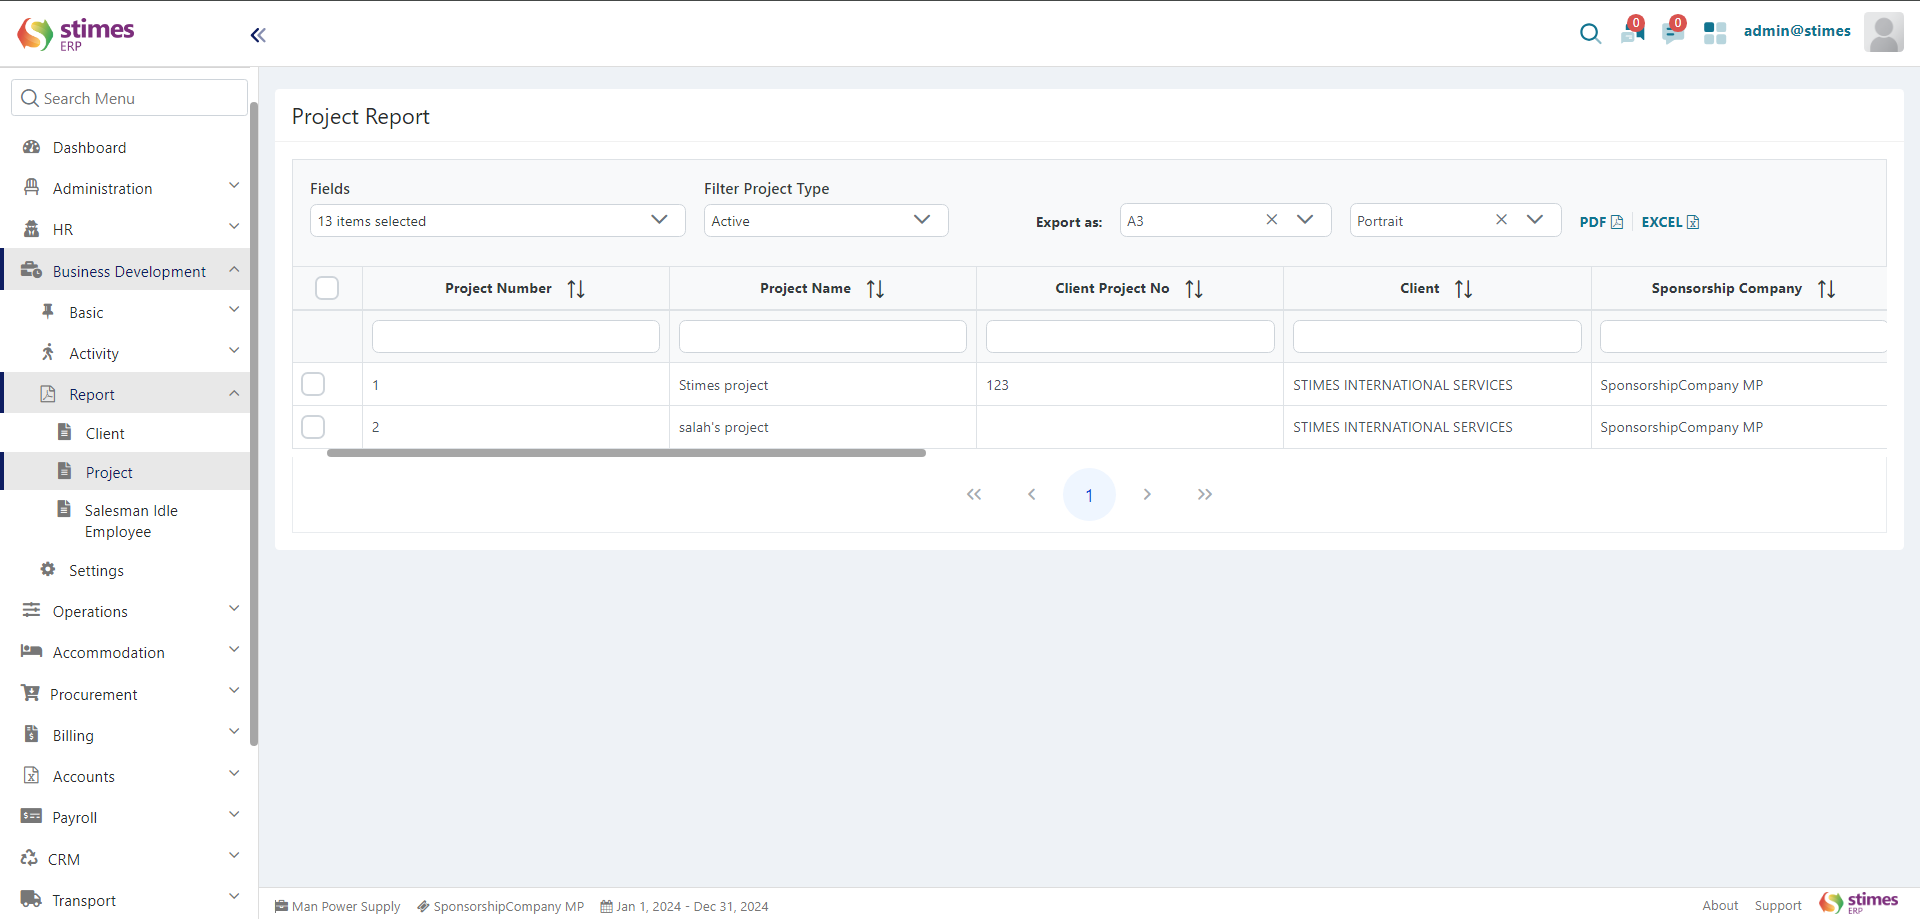 stimes
ERP
0
0
admin@stimes
Search Menu
Dashboard
Administration
HR
Business Development
Basic
Activity
Report
Client
Project
Salesman Idle
Employee
Settings
Operations
Accommodation
Procurement
Billing
Accounts
Payroll
CRM
Transport
Project Report
Fields
Filter Project Type
13 items selected
Active
Export as:
A3
Portrait
PDF
EXCEL
Project Number
Project Name
Client Project No
Client
Sponsorship Company
1 Stimes project 123 STIMES INTERNATIONAL SERVICES SponsorshipCompany MP
2 salah's project STIMES INTERNATIONAL SERVICES SponsorshipCompany MP
1
Man Power Supply SponsorshipCompany MP Jan 1, 2024 - Dec 31, 2024
About Support
stimes
ERP